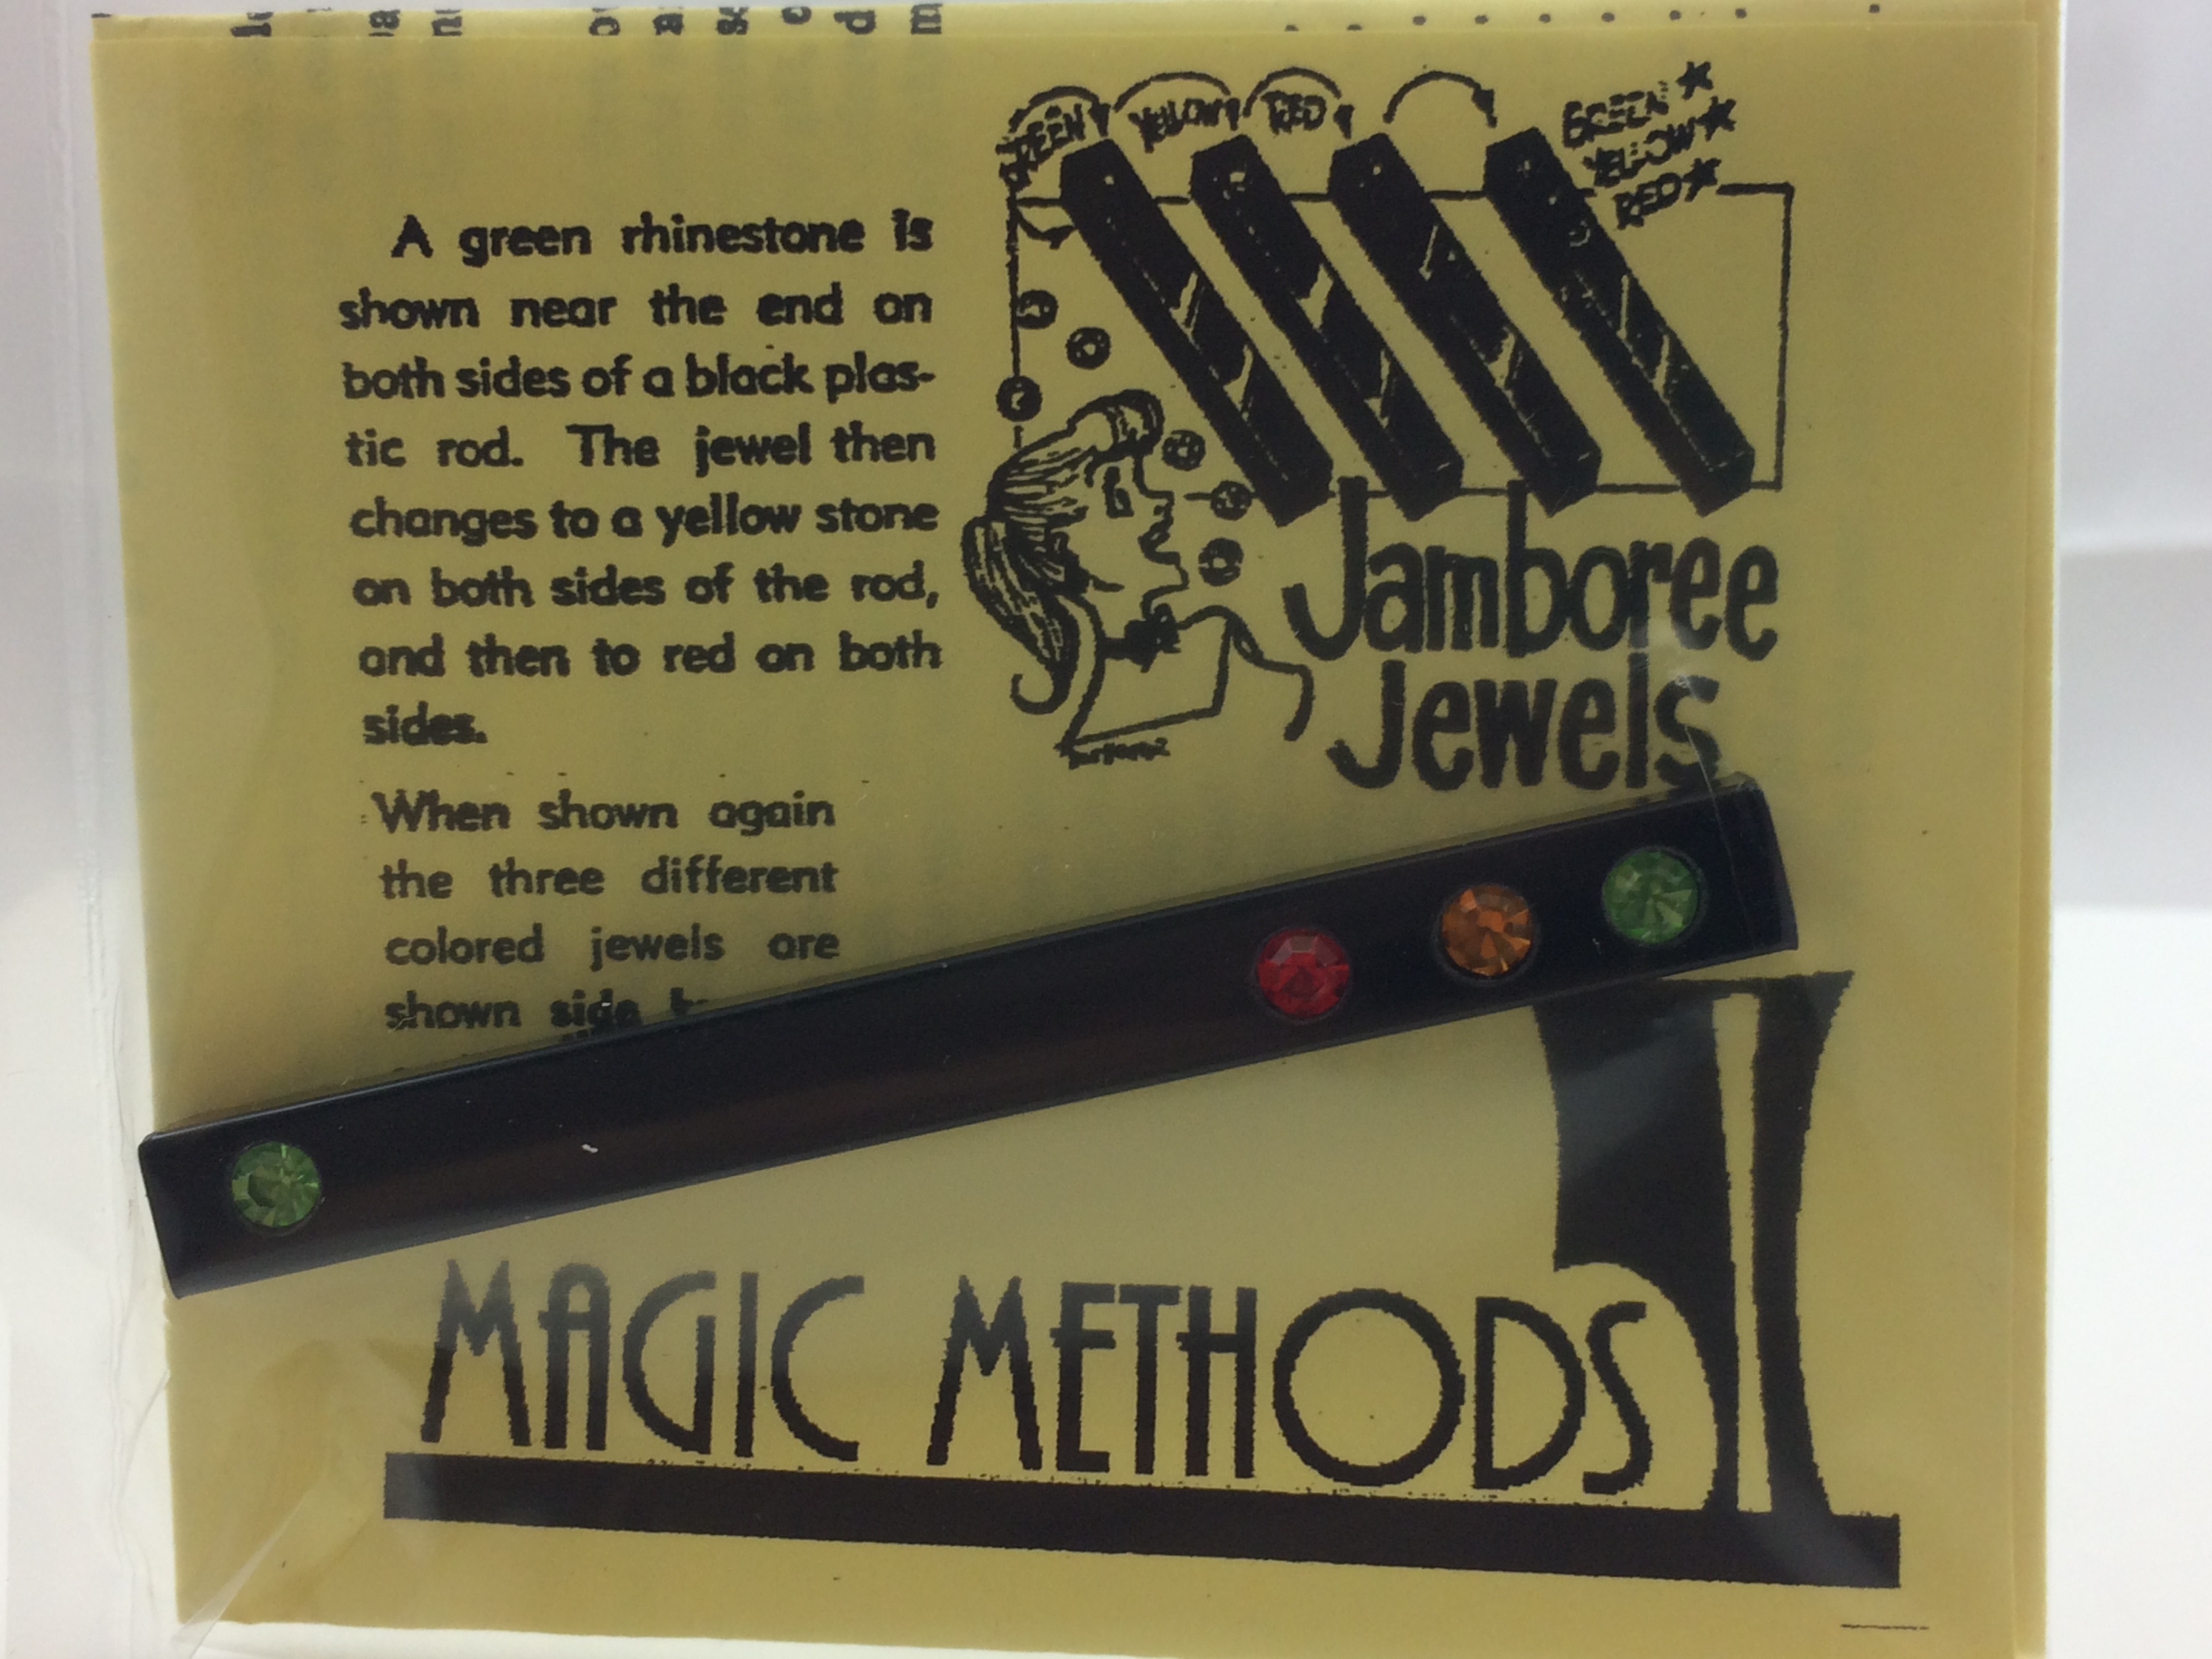 GREEN
YELLOW
RED
GREEN
YELLOW
RED
A green rhinestone is
shown near the end on
both sides of a black plas-
tic rod. The jewel then
changes to a yellow stone
on both sides of the rod,
and then to red on both
sides.
When shown again
the three different
colored jewels are
shown side
Jamboree
Jewels
MAGIC METHODS